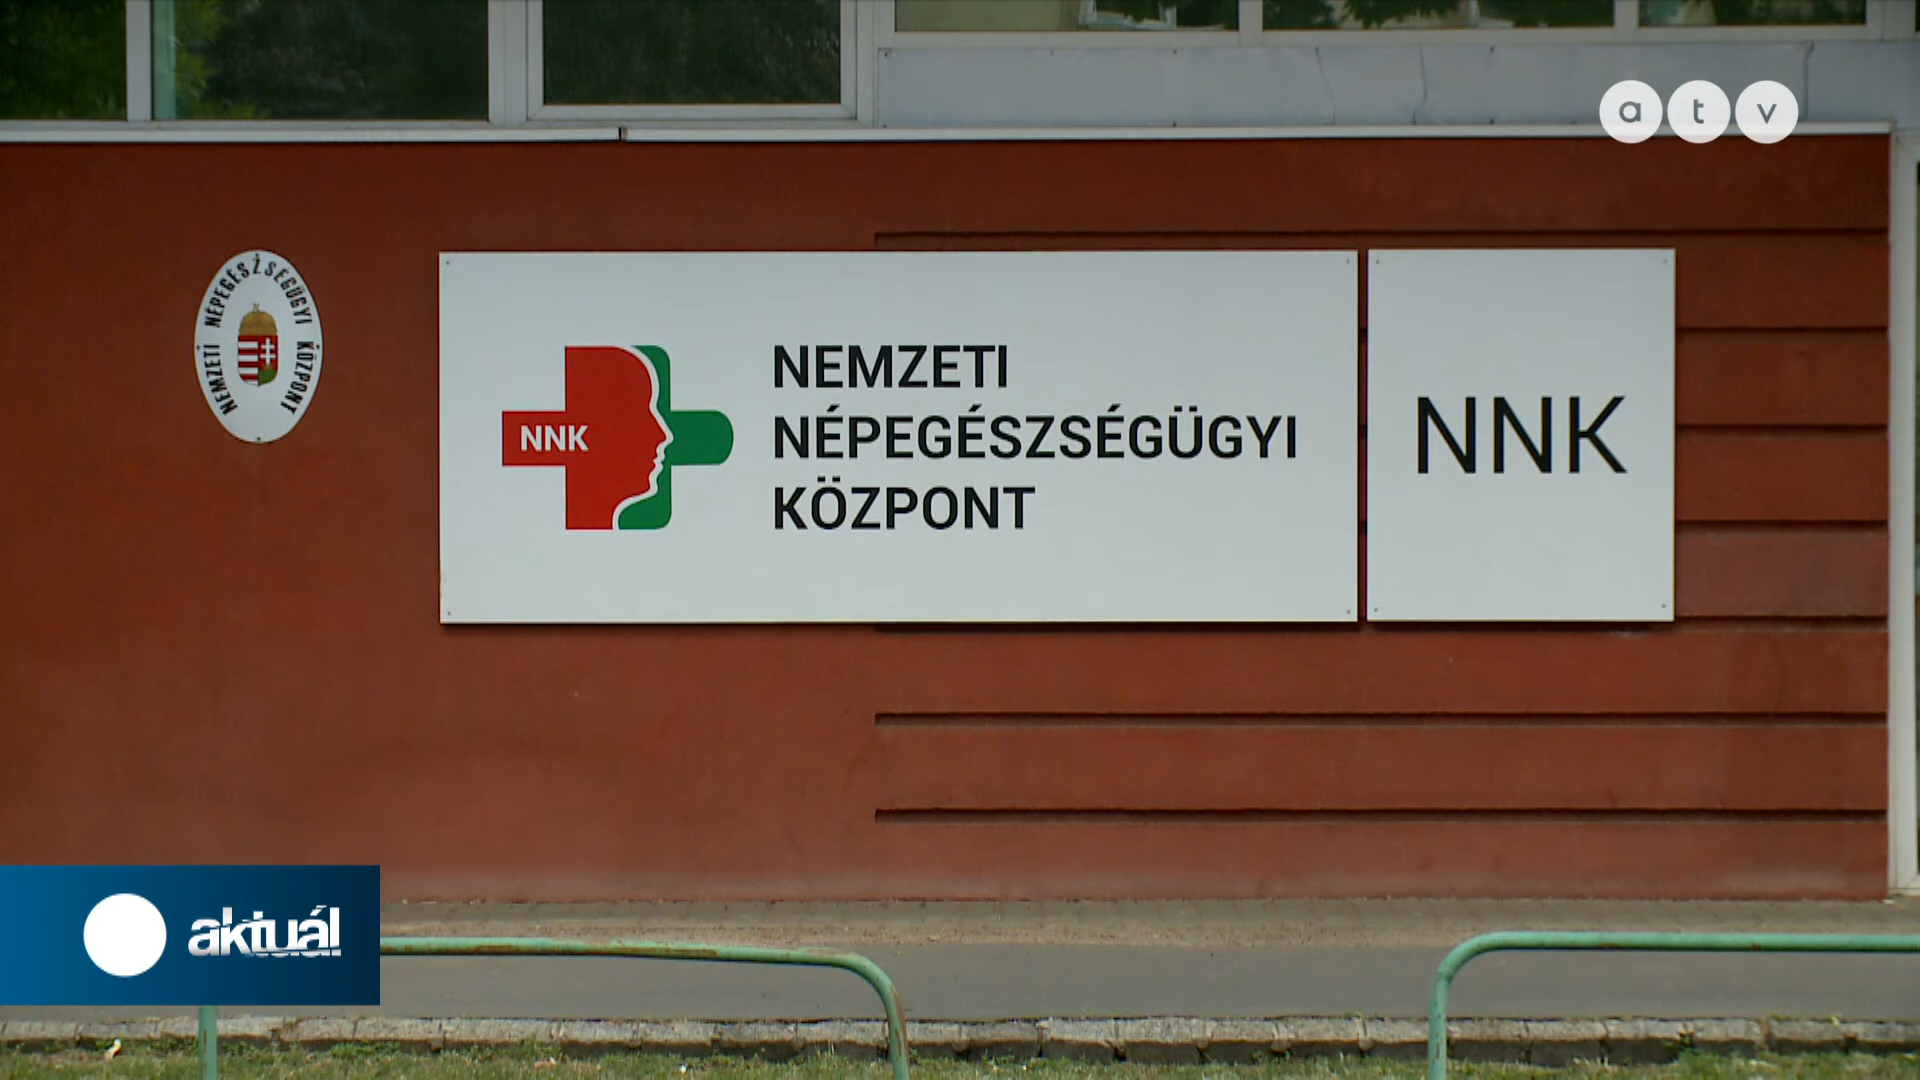 atv
NEMZETI NÉPEGÉSZSÉGÜGYI KÖZPONT
NNK
NEMZETI
NÉPEGÉSZSÉGÜGYI
KÖZPONT
NNK
aktuál